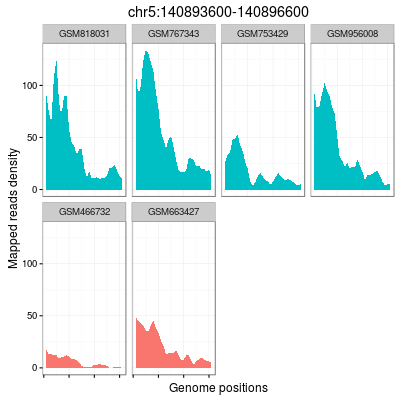 chr5:140893600-140896600
GSM818031 GSM767343 GSM753429 GSM956008
100
50
0
GSM466732 GSM663427
100
50
0
Mapped reads density
Genome positions